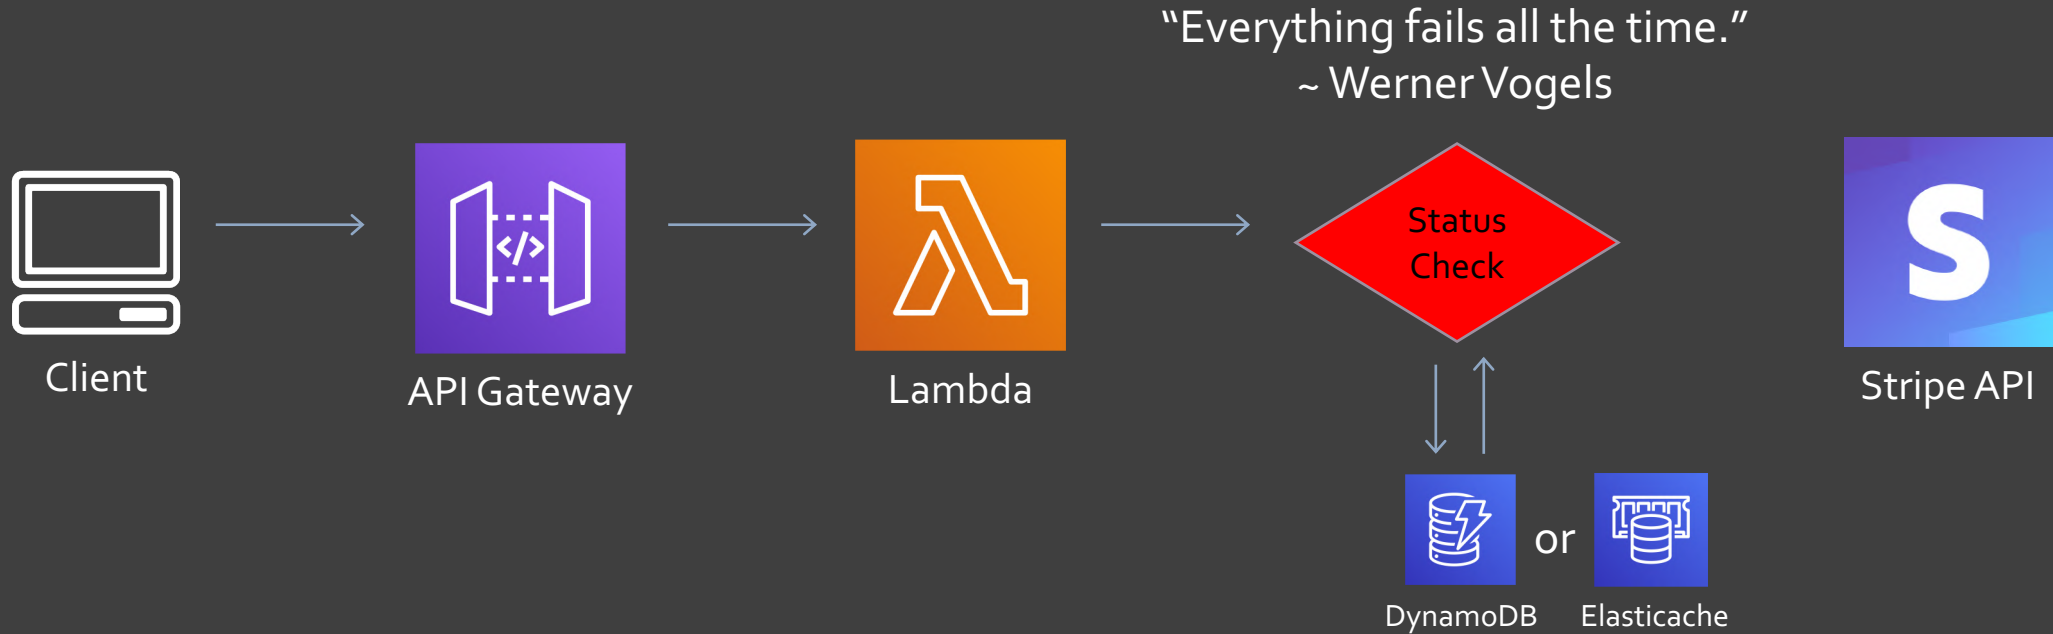 “Everything fails all the time.”
~ Werner Vogels
Status
Check
Client
API Gateway
Lambda
Stripe API
</>
S
or
DynamoDB
Elasticache